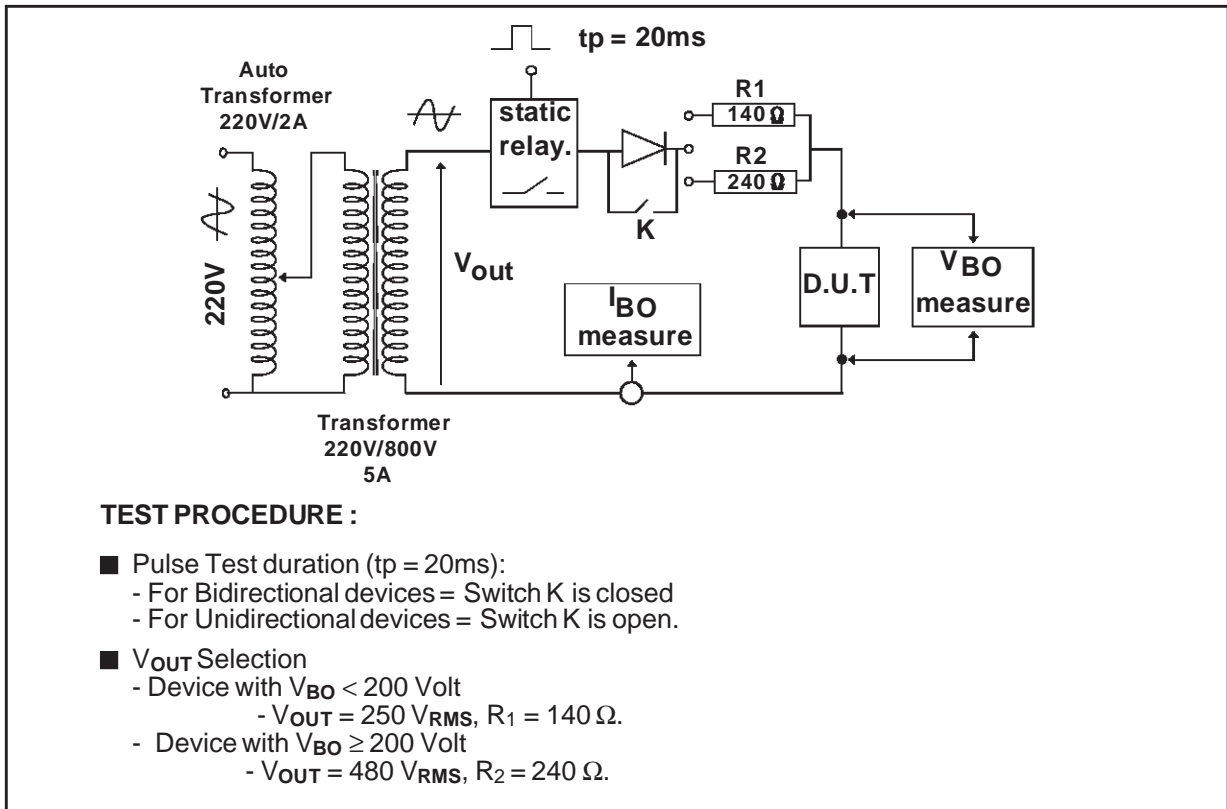 tp = 20ms
Auto
Transformer
220V/2A
static
relay.
R1
140 Ω
R2
240 Ω
K
220V
Vout
IBO
measure
D.U.T
VBO
measure
Transformer
220V/800V
5A
TEST PROCEDURE :
■ Pulse Test duration (tp = 20ms):
- For Bidirectional devices = Switch K is closed
- For Unidirectional devices = Switch K is open.
■ VOUT Selection
- Device with VBO < 200 Volt
- VOUT = 250 VRMS, R1 = 140 Ω.
- Device with VBO ≥ 200 Volt
- VOUT = 480 VRMS, R2 = 240 Ω.